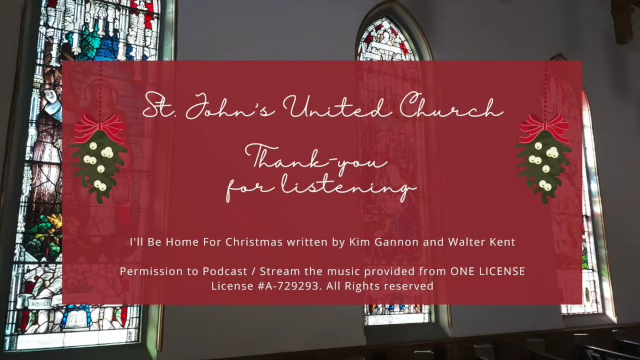 St. John's United Church
Thank-you
for listening
I'll Be Home For Christmas written by Kim Gannon and Walter Kent
Permission to Podcast / Stream the music provided from ONE LICENSE
License #A-729293. All Rights reserved